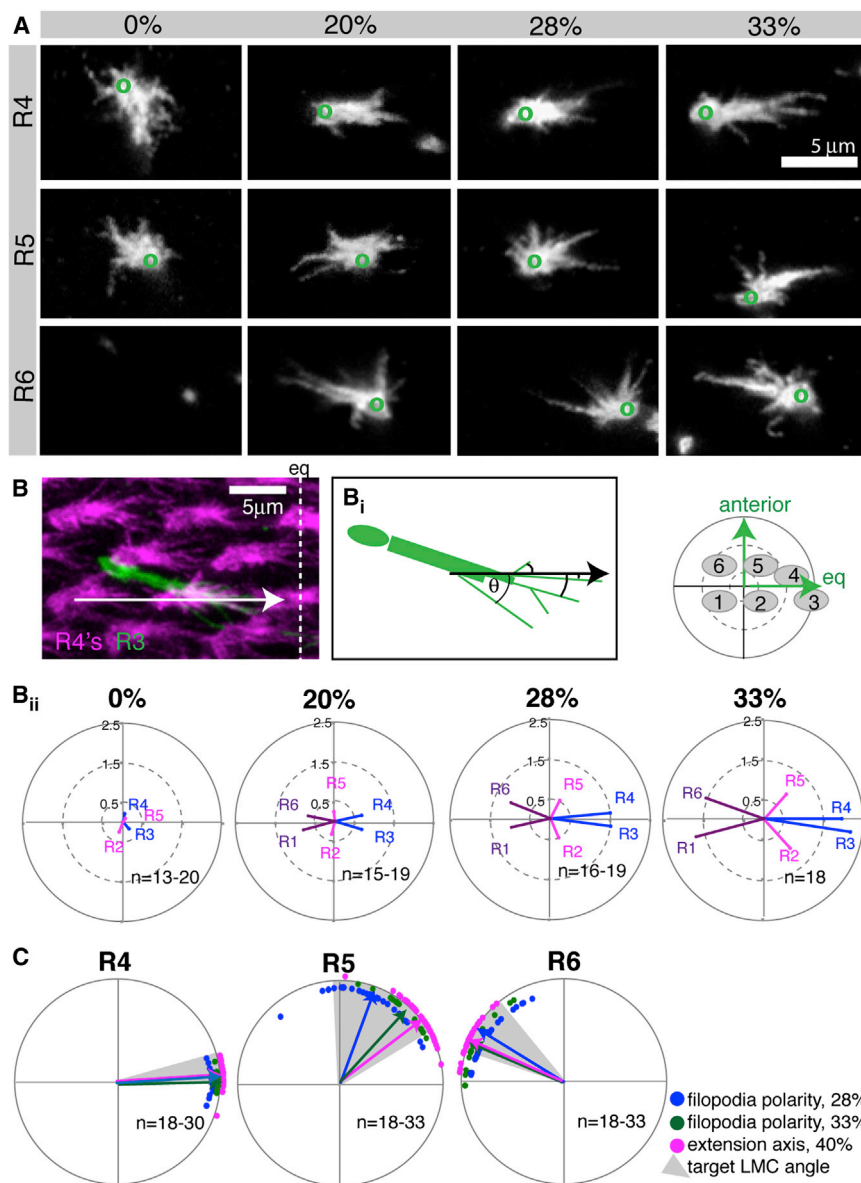 A
0% 20% 28% 33%
R4
5 μm
R5
R6
B
eq
5μm
R4's R3
Bi
θ
anterior
eq
6 5 4
1 2 3
Bii
0% 20% 28% 33%
2.5 2.5 2.5 2.5
1.5 1.5 1.5 1.5
0.5 0.5 0.5 0.5
R4 R5 R3 R2
n=13-20
R5 R6 R4 R1 R3 R2
n=15-19
R6 R5 R4 R1 R3 R2
n=16-19
R6 R5 R4 R1 R2 R3
n=18
C
R4 R5 R6
n=18-30 n=18-33 n=18-33
filopodia polarity, 28%
filopodia polarity, 33%
extension axis, 40%
target LMC angle